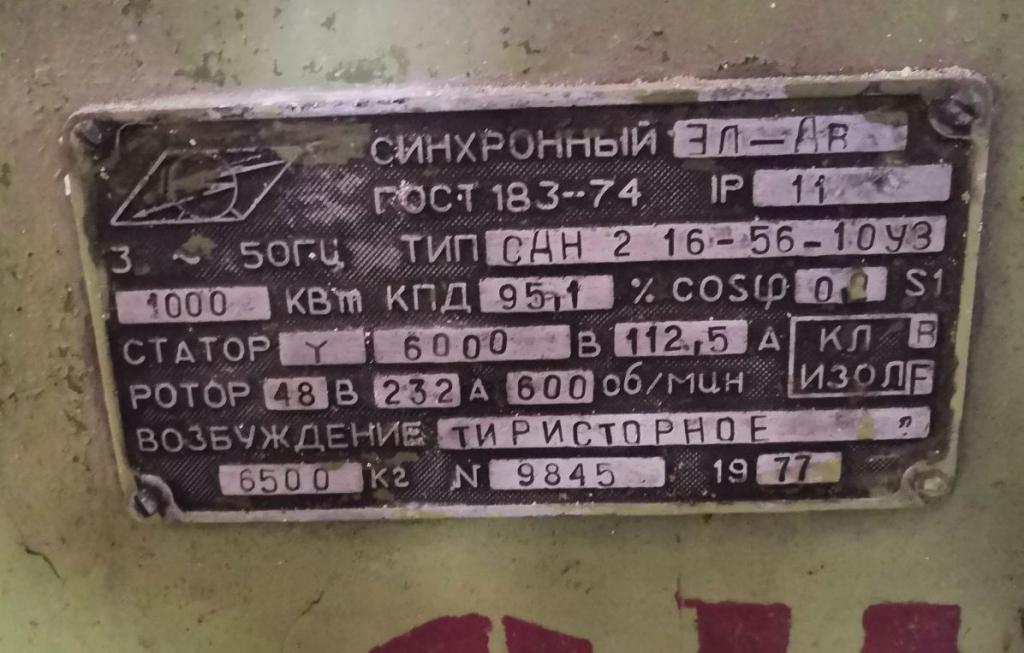 СИНХРОННЫЙ ЭЛ-ДВ
ГОСТ 183-74 IP 11
3 ~ 50ГЦ ТИП СДН 2 16-56-10У3
1000 КВт КПД 95,1 % COSφ 0, S1
СТАТОР Y 6000 В 112,5 А КЛ В
РОТОР 48 В 232 А 600 об/мин ИЗОЛ F
ВОЗБУЖДЕНИЕ ТИРИСТОРНОЕ "
6500 Кг N 9845 1977